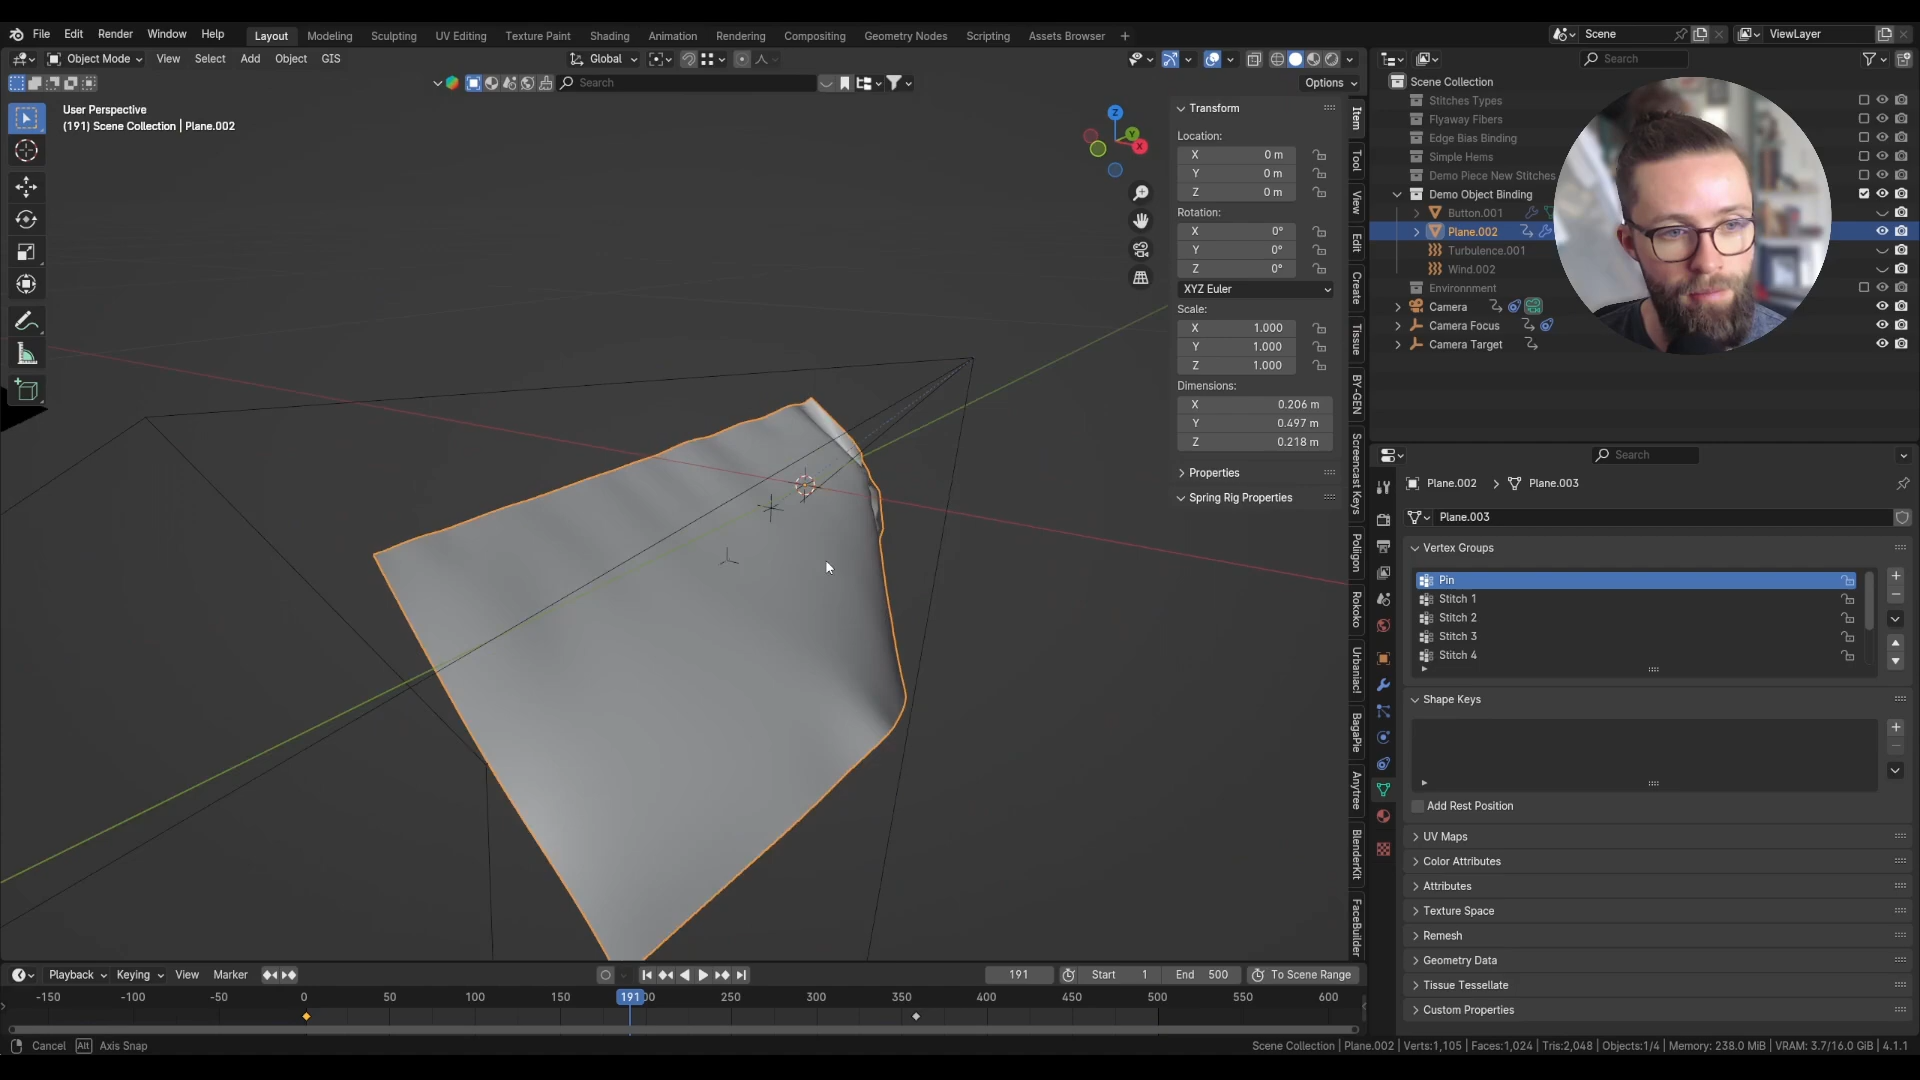 File Edit Render Window Help Layout Modeling Sculpting UV Editing Texture Paint Shading Animation Rendering Compositing Geometry Nodes Scripting Assets Browser + Scene ViewLayer
Object Mode View Select Add Object GIS Global Search
Search Options
User Perspective
(191) Scene Collection | Plane.002
Z
Y
X
Transform
Location:
X 0 m
Y 0 m
Z 0 m
Rotation:
X 0°
Y 0°
Z 0°
XYZ Euler
Scale:
X 1.000
Y 1.000
Z 1.000
Dimensions:
X 0.206 m
Y 0.497 m
Z 0.218 m
Properties
Spring Rig Properties
Item
Tool
View
Edit
Create
Tissue
BY-GEN
Screencast Keys
Poliigon
Rokoko
Urbaniac!
BagaPie
Anytree
BlenderKit
FaceBuilder
Scene Collection
Stitches Types
Flyaway Fibers
Edge Bias Binding
Simple Hems
Demo Piece New Stitches
Demo Object Binding
Button.001
Plane.002
Turbulence.001
Wind.002
Environnment
Camera
Camera Focus
Camera Target
Search
Plane.002 > Plane.003
Plane.003
Vertex Groups
Pin
Stitch 1
Stitch 2
Stitch 3
Stitch 4
Shape Keys
Add Rest Position
UV Maps
Color Attributes
Attributes
Texture Space
Remesh
Geometry Data
Tissue Tessellate
Custom Properties
Playback Keying View Marker 191 Start 1 End 500 To Scene Range
-150 -100 -50 0 50 100 150 191 250 300 350 400 450 500 550 600
Cancel Alt Axis Snap
Scene Collection | Plane.002 | Verts:1,105 | Faces:1,024 | Tris:2,048 | Objects:1/4 | Memory: 238.0 MiB | VRAM: 3.7/16.0 GiB | 4.1.1